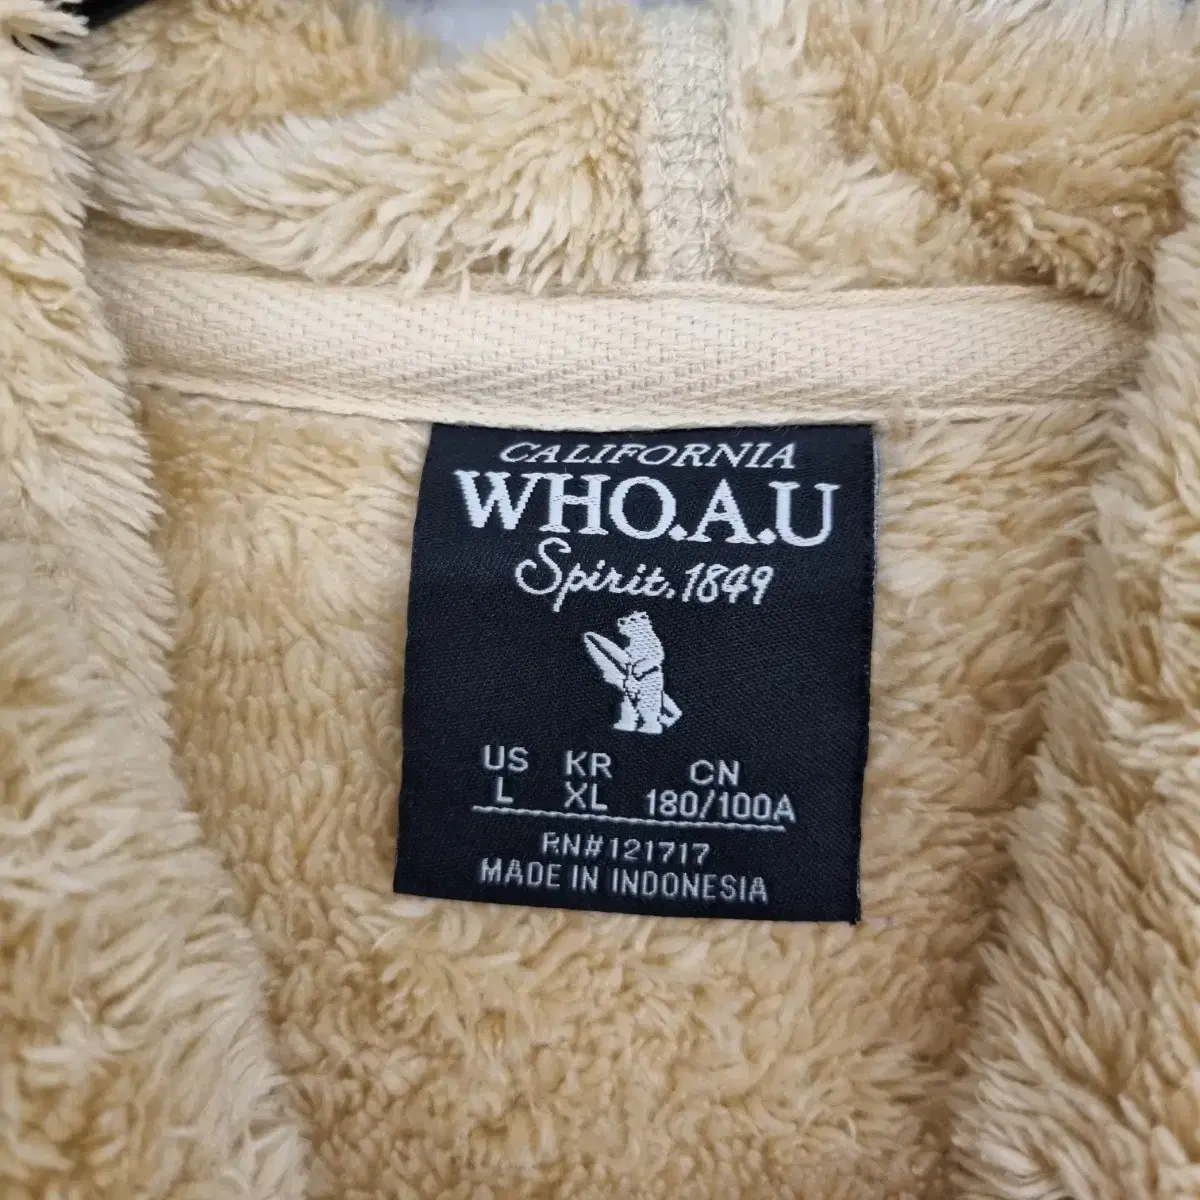 CALIFORNIA
WHO.A.U
Spirit.1849
US KR CN
L XL 180/100A
RN#121717
MADE IN INDONESIA